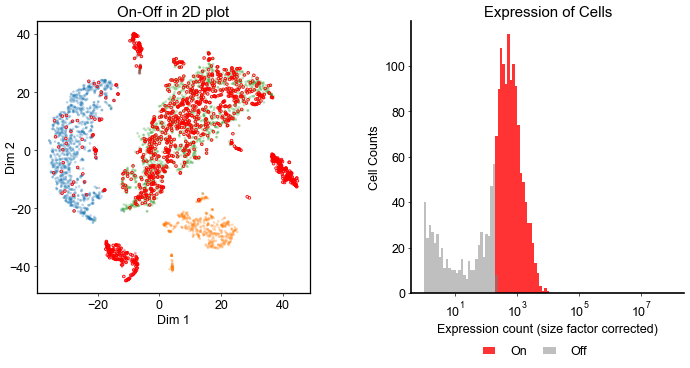 On-Off in 2D plot
Dim 2
40
20
0
−20
−40
−20 0 20 40
Dim 1
Expression of Cells
Cell Counts
100
80
60
40
20
0
10^1 10^3 10^5 10^7
Expression count (size factor corrected)
On Off